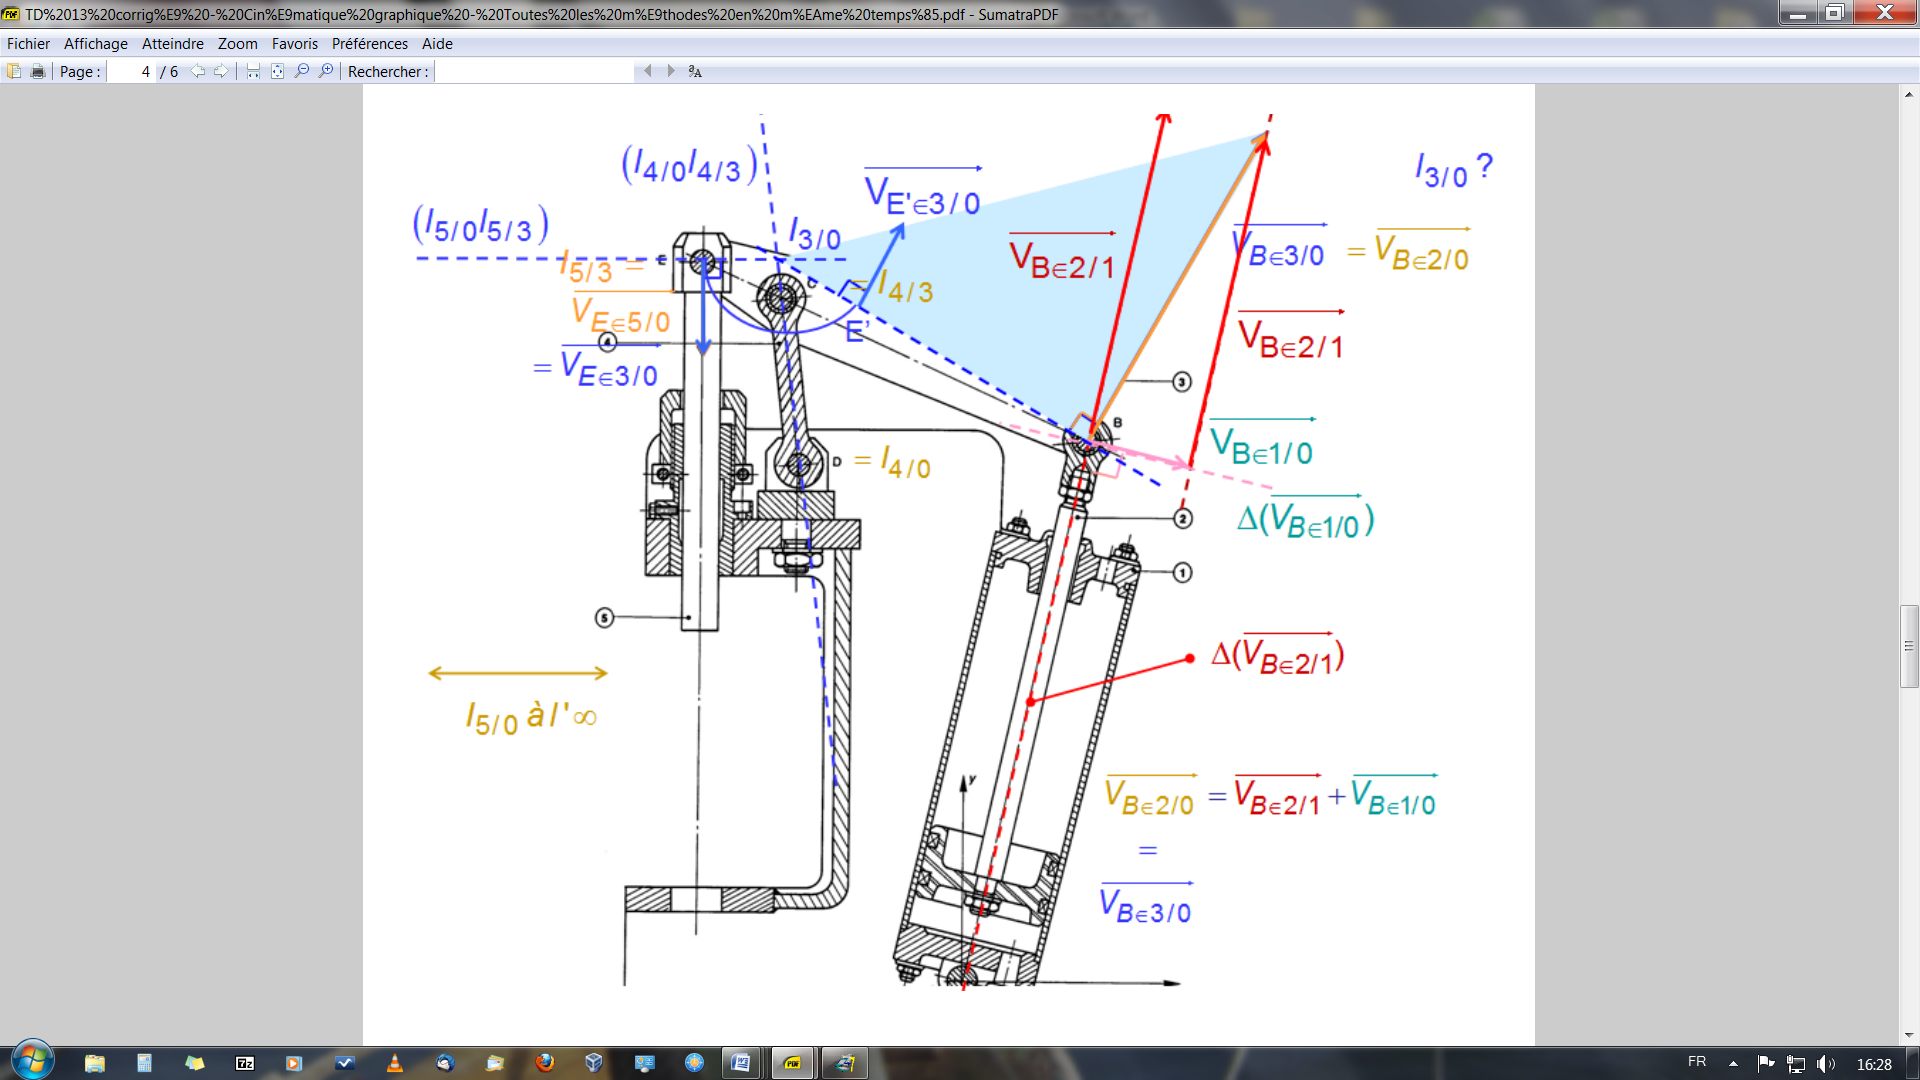 TD%2013%20corrig%E9%20-%20Cin%E9matique%20graphique%20-%20Toutes%20les%20m%E9thodes%20en%20m%EAme%20temps%85.pdf - SumatraPDF
Fichier Affichage Atteindre Zoom Favoris Préférences Aide
Page : 4 / 6 Rechercher :
(I4/0I4/3)
VE'∈3/0
I3/0 ?
(I5/0I5/3)
I3/0
VB∈2/1
VB∈3/0 = VB∈2/0
E
I5/3 =
C
= I4/3
VE∈5/0
E'
VB∈2/1
4
= VE∈3/0
3
B
VB∈1/0
D
= I4/0
2
Δ(VB∈1/0)
1
5
Δ(VB∈2/1)
I5/0 à l'∞
y
VB∈2/0 = VB∈2/1 + VB∈1/0
=
VB∈3/0
FR 16:28